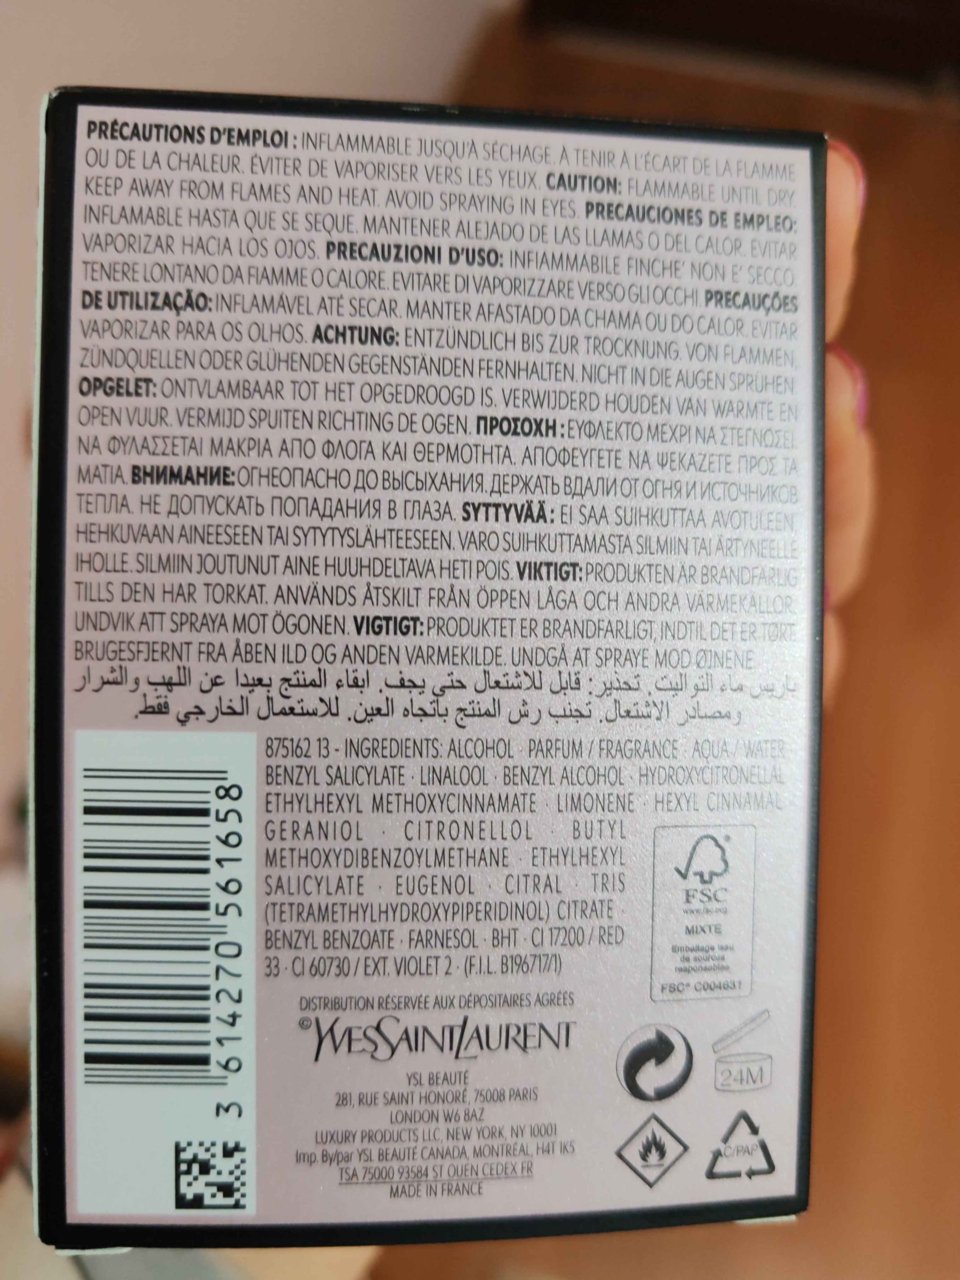 PRÉCAUTIONS D'EMPLOI : INFLAMMABLE JUSQU'À SÉCHAGE. À TENIR À L'ÉCART DE LA FLAMME
OU DE LA CHALEUR. ÉVITER DE VAPORISER VERS LES YEUX. CAUTION: FLAMMABLE UNTIL DRY.
KEEP AWAY FROM FLAMES AND HEAT. AVOID SPRAYING IN EYES. PRECAUCIONES DE EMPLEO:
INFLAMABLE HASTA QUE SE SEQUE. MANTENER ALEJADO DE LAS LLAMAS O DEL CALOR. EVITAR
VAPORIZAR HACIA LOS OJOS. PRECAUZIONI D'USO: INFIAMMABILE FINCHE' NON E' SECCO.
TENERE LONTANO DA FIAMME O CALORE. EVITARE DI VAPORIZZARE VERSO GLI OCCHI. PRECAUÇÕES
DE UTILIZAÇÃO: INFLAMÁVEL ATÉ SECAR. MANTER AFASTADO DA CHAMA OU DO CALOR. EVITAR
VAPORIZAR PARA OS OLHOS. ACHTUNG: ENTZÜNDLICH BIS ZUR TROCKNUNG. VON FLAMMEN,
ZÜNDQUELLEN ODER GLÜHENDEN GEGENSTÄNDEN FERNHALTEN. NICHT IN DIE AUGEN SPRÜHEN.
OPGELET: ONTVLAMBAAR TOT HET OPGEDROOGD IS. VERWIJDERD HOUDEN VAN WARMTE EN
OPEN VUUR. VERMIJD SPUITEN RICHTING DE OGEN. ΠΡΟΣΟΧΗ : ΕΥΦΛΕΚΤΟ ΜΕΧΡΙ ΝΑ ΣΤΕΓΝΩΣΕΙ.
ΝΑ ΦΥΛΑΣΣΕΤΑΙ ΜΑΚΡΙΑ ΑΠΟ ΦΛΟΓΑ ΚΑΙ ΘΕΡΜΟΤΗΤΑ. ΑΠΟΦΕΥΓΕΤΕ ΝΑ ΨΕΚΑΖΕΤΕ ΠΡΟΣ ΤΑ
ΜΑΤΙΑ. ВНИМАНИЕ: ОГНЕОПАСНО ДО ВЫСЫХАНИЯ. ДЕРЖАТЬ ВДАЛИ ОТ ОГНЯ И ИСТОЧНИКОВ
ТЕПЛА. НЕ ДОПУСКАТЬ ПОПАДАНИЯ В ГЛАЗА. SYTTYVÄÄ : EI SAA SUIHKUTTAA AVOTULEEN,
HEHKUVAAN AINEESEEN TAI SYTYTYSLÄHTEESEEN. VARO SUIHKUTTAMASTA SILMIIN TAI ÄRTYNEELLE
IHOLLE. SILMIIN JOUTUNUT AINE HUUHDELTAVA HETI POIS. VIKTIGT: PRODUKTEN ÄR BRANDFARLIG
TILLS DEN HAR TORKAT. ANVÄNDS ÅTSKILT FRÅN ÖPPEN LÅGA OCH ANDRA VÄRMEKÄLLOR.
UNDVIK ATT SPRAYA MOT ÖGONEN. VIGTIGT: PRODUKTET ER BRANDFARLIGT, INDTIL DET ER TØRT.
BRUGES FJERNT FRA ÅBEN ILD OG ANDEN VARMEKILDE. UNDGÅ AT SPRAYE MOD ØJNENE.
باريس ماء التواليت. تحذير: قابل للاشتعال حتى يجف. ابقاء المنتج بعيدا عن اللهب والشرار
ومصادر الاشتعال. تجنب رش المنتج باتجاه العين. للاستعمال الخارجي فقط.
875162 13 - INGREDIENTS: ALCOHOL · PARFUM / FRAGRANCE · AQUA / WATER
BENZYL SALICYLATE · LINALOOL · BENZYL ALCOHOL · HYDROXYCITRONELLAL
ETHYLHEXYL METHOXYCINNAMATE · LIMONENE · HEXYL CINNAMAL
GERANIOL · CITRONELLOL · BUTYL
METHOXYDIBENZOYLMETHANE · ETHYLHEXYL
SALICYLATE · EUGENOL · CITRAL · TRIS
(TETRAMETHYLHYDROXYPIPERIDINOL) CITRATE ·
BENZYL BENZOATE · FARNESOL · BHT · CI 17200 / RED
33 · CI 60730 / EXT. VIOLET 2 · (F.I.L. B196717/1)
FSC
www.fsc.org
MIXTE
Emballage issu
de sources
responsables
FSC® C004631
DISTRIBUTION RÉSERVÉE AUX DÉPOSITAIRES AGRÉÉS
©YVESSAINTLAURENT
YSL BEAUTÉ
281, RUE SAINT HONORÉ, 75008 PARIS
LONDON W6 8AZ
LUXURY PRODUCTS LLC, NEW YORK, NY 10001
Imp. By/par YSL BEAUTÉ CANADA, MONTRÉAL, H4T 1K5
TSA 75000 93584 ST OUEN CEDEX FR
MADE IN FRANCE
24M
C/PAP
3 614270 561658